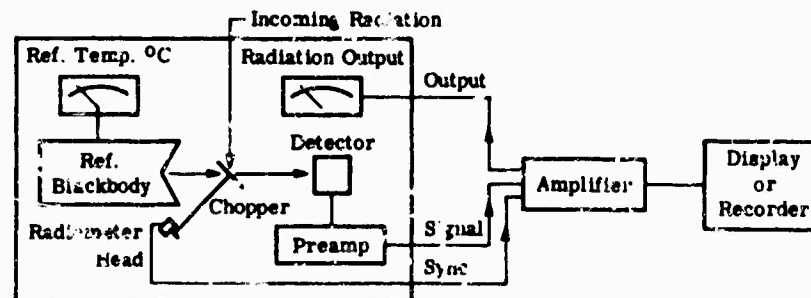 Incoming Radiation
Ref. Temp. °C
Radiation Output
Output
Ref.
Blackbody
Detector
Chopper
Amplifier
Display
or
Recorder
Radiometer
Head
Preamp
Signal
Sync